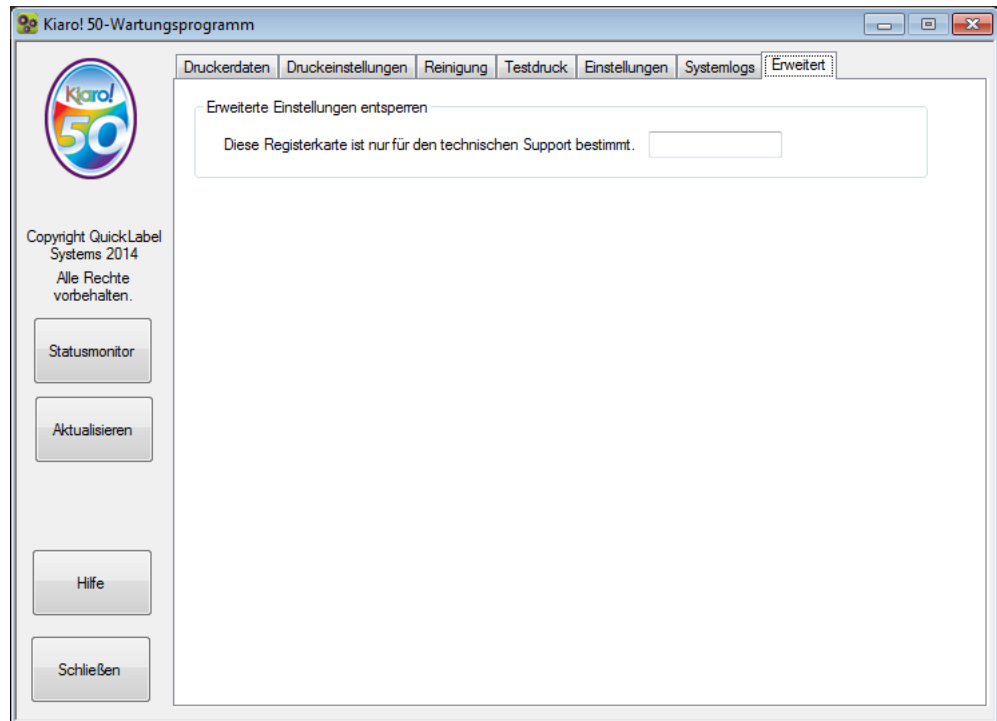 Kiaro! 50-Wartungsprogramm
Kiaro!
50
Druckerdaten Druckeinstellungen Reinigung Testdruck Einstellungen Systemlogs Erweitert
Erweiterte Einstellungen entsperren
Diese Registerkarte ist nur für den technischen Support bestimmt.
Copyright QuickLabel
Systems 2014
Alle Rechte
vorbehalten.
Statusmonitor
Aktualisieren
Hilfe
Schließen